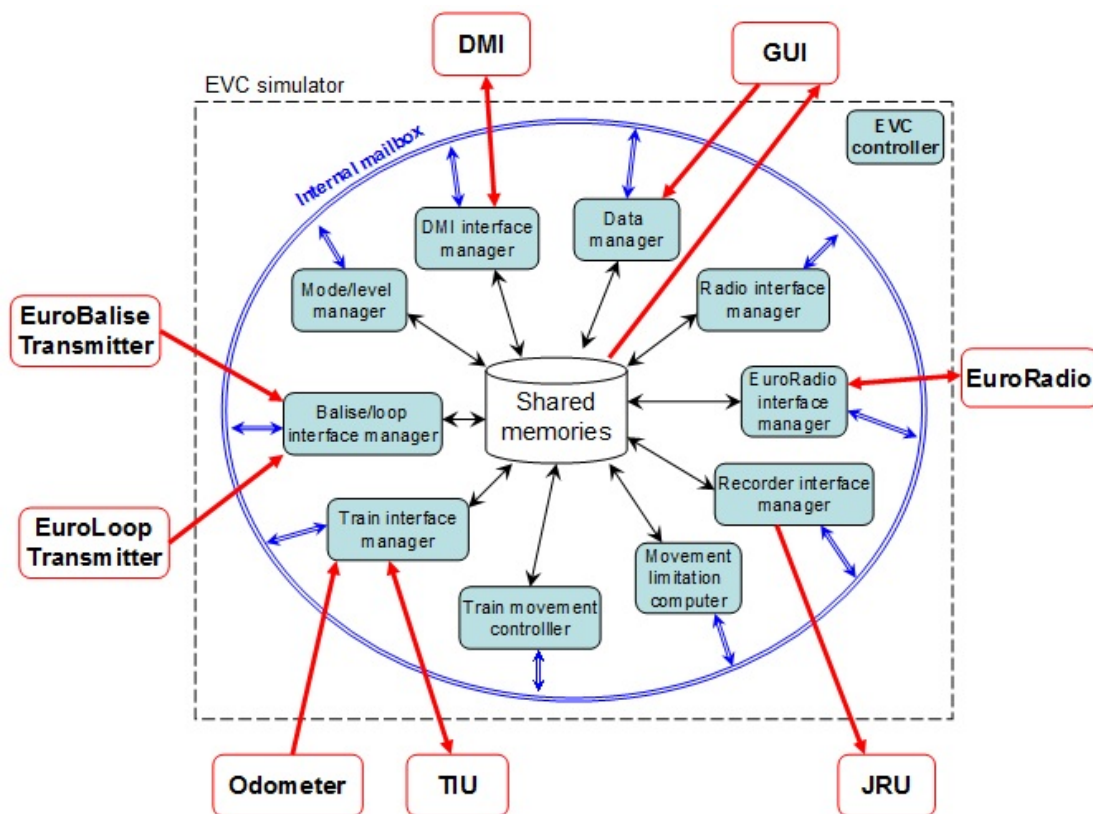 DMI
GUI
EVC simulator
EVC
controller
Internal mailbox
DMI interface
manager
Data
manager
Mode/level
manager
Radio interface
manager
EuroBalise
Transmitter
Shared
memories
EuroRadio
interface
manager
EuroRadio
Balise/loop
interface manager
Recorder interface
manager
EuroLoop
Transmitter
Train interface
manager
Movement
limitation
computer
Train movement
controlller
Odometer
TIU
JRU